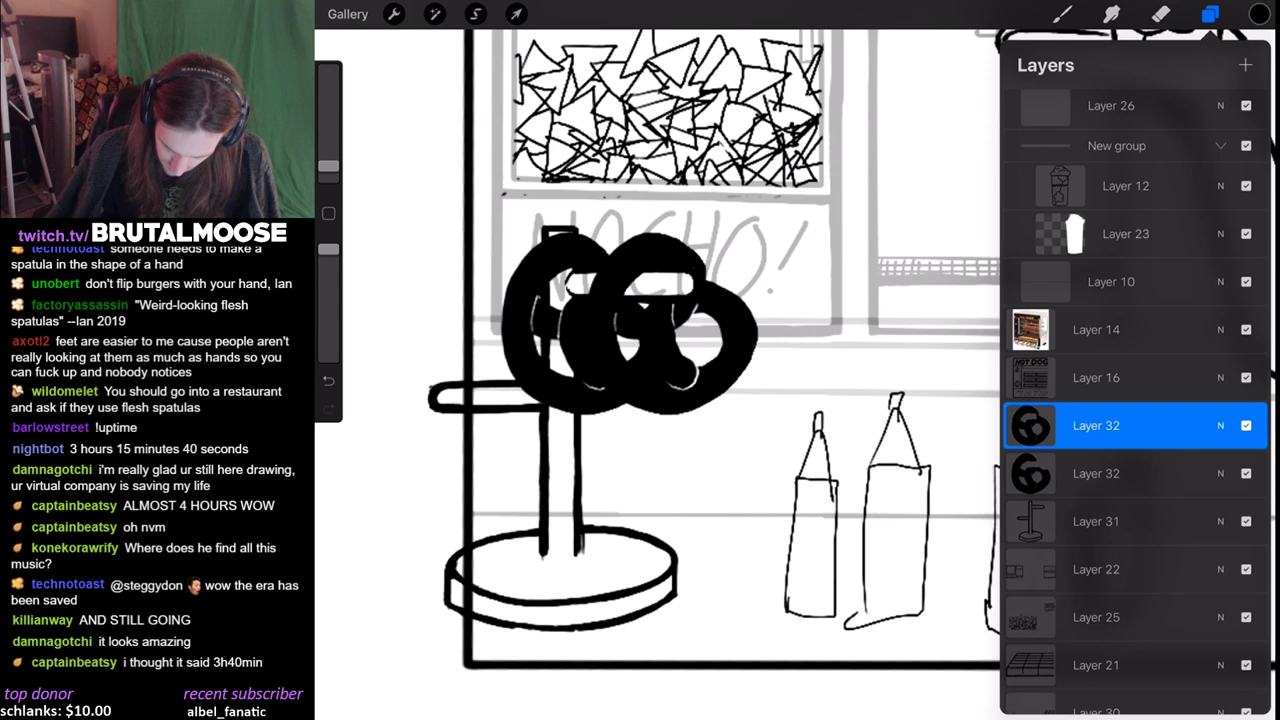 Gallery
twitch.tv/BRUTALMOOSE
technotoast someone needs to make a
spatula in the shape of a hand
unobert don't flip burgers with your hand, Ian
factoryassassin "Weird-looking flesh
spatulas" --Ian 2019
axotl2 feet are easier to me cause people aren't
really looking at them as much as hands so you
can fuck up and nobody notices
wildomelet You should go into a restaurant
and ask if they use flesh spatulas
barlowstreet !uptime
nightbot 3 hours 15 minutes 40 seconds
damnagotchi i'm really glad ur still here drawing,
ur virtual company is saving my life
captainbeatsy ALMOST 4 HOURS WOW
captainbeatsy oh nvm
konekorawrify Where does he find all this
music?
technotoast @steggydon wow the era has
been saved
killianway AND STILL GOING
damnagotchi it looks amazing
captainbeatsy i thought it said 3h40min
top donor
schlanks: $10.00
recent subscriber
albel_fanatic
NACHO!
Layers
Layer 26 N
New group
Layer 12 N
Layer 23 N
Layer 10 N
Layer 14 N
HOT DOG
Layer 16 N
Layer 32 N
Layer 32 N
Layer 31 N
Layer 22 N
Layer 25 N
Layer 21 N
Layer 30 N